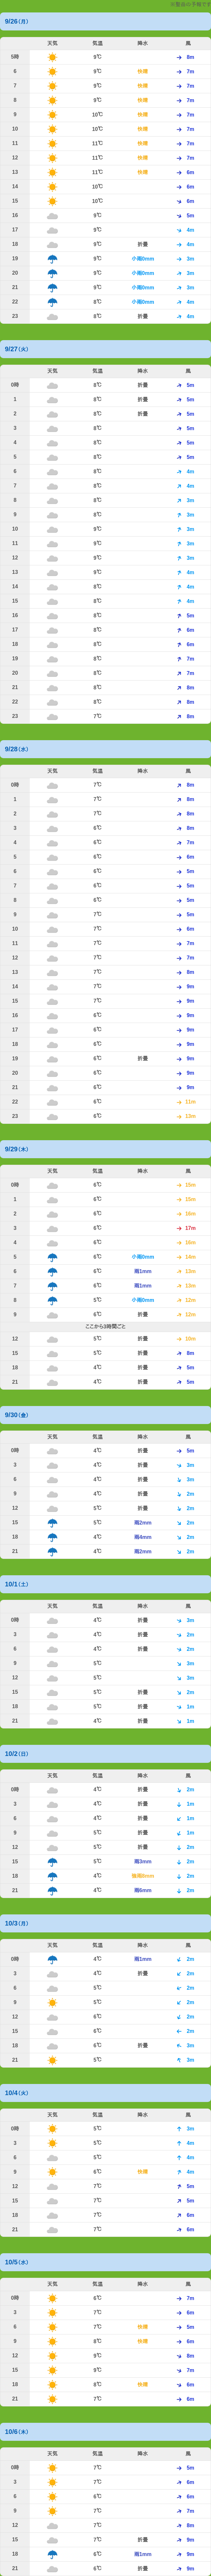 9/26(月)
天気 気温 降水 風
5時 9℃ 8m
6 9℃ 快燦 7m
7 9℃ 快燦 7m
8 9℃ 快燦 7m
9 10℃ 快燦 7m
10 10℃ 快燦 7m
11 11℃ 快燦 7m
12 11℃ 快燦 7m
13 11℃ 快燦 6m
14 10℃ 6m
15 10℃ 6m
16 9℃ 5m
17 9℃ 4m
18 9℃ 折畳 4m
19 9℃ 小雨0mm 3m
20 9℃ 小雨0mm 3m
21 9℃ 小雨0mm 3m
22 8℃ 小雨0mm 4m
23 8℃ 折畳 4m
9/27(火)
天気 気温 降水 風
0時 8℃ 折畳 5m
1 8℃ 折畳 5m
2 8℃ 折畳 5m
3 8℃ 5m
4 8℃ 5m
5 8℃ 5m
6 8℃ 4m
7 8℃ 4m
8 8℃ 3m
9 8℃ 3m
10 9℃ 3m
11 9℃ 3m
12 9℃ 3m
13 9℃ 4m
14 8℃ 4m
15 8℃ 4m
16 8℃ 5m
17 8℃ 6m
18 8℃ 6m
19 8℃ 7m
20 8℃ 7m
21 8℃ 8m
22 8℃ 8m
23 7℃ 8m
9/28(水)
天気 気温 降水 風
0時 7℃ 8m
1 7℃ 8m
2 7℃ 8m
3 6℃ 8m
4 6℃ 7m
5 6℃ 6m
6 6℃ 5m
7 6℃ 5m
8 6℃ 5m
9 7℃ 5m
10 7℃ 6m
11 7℃ 7m
12 7℃ 7m
13 7℃ 8m
14 7℃ 9m
15 7℃ 9m
16 6℃ 9m
17 6℃ 9m
18 6℃ 9m
19 6℃ 折畳 9m
20 6℃ 9m
21 6℃ 9m
22 6℃ 11m
23 6℃ 13m
9/29(木)
天気 気温 降水 風
0時 6℃ 15m
1 6℃ 15m
2 6℃ 16m
3 6℃ 17m
4 6℃ 16m
5 6℃ 小雨0mm 14m
6 6℃ 雨1mm 13m
7 6℃ 雨1mm 13m
8 5℃ 小雨0mm 12m
9 6℃ 折畳 12m
ここから3時間ごと
12 5℃ 折畳 10m
15 5℃ 折畳 8m
18 4℃ 折畳 5m
21 4℃ 折畳 5m
9/30(金)
天気 気温 降水 風
0時 4℃ 折畳 5m
3 4℃ 折畳 3m
6 4℃ 折畳 3m
9 4℃ 折畳 2m
12 5℃ 折畳 2m
15 5℃ 雨2mm 2m
18 4℃ 雨4mm 2m
21 4℃ 雨2mm 2m
10/1(土)
天気 気温 降水 風
0時 4℃ 折畳 3m
3 4℃ 折畳 2m
6 4℃ 折畳 2m
9 5℃ 3m
12 5℃ 3m
15 5℃ 折畳 2m
18 5℃ 折畳 1m
21 4℃ 折畳 1m
10/2(日)
天気 気温 降水 風
0時 4℃ 折畳 2m
3 4℃ 折畳 1m
6 4℃ 折畳 1m
9 5℃ 折畳 1m
12 5℃ 折畳 2m
15 5℃ 雨3mm 2m
18 4℃ 2m
21 4℃ 雨6mm 2m
10/3(月)
天気 気温 降水 風
0時 4℃ 雨1mm 2m
3 4℃ 折畳 2m
6 5℃ 2m
9 5℃ 2m
12 6℃ 2m
15 6℃ 2m
18 6℃ 折畳 3m
21 5℃ 3m
10/4(火)
天気 気温 降水 風
0時 5℃ 3m
3 5℃ 4m
6 5℃ 4m
9 6℃ 快燦 4m
12 7℃ 5m
15 7℃ 5m
18 7℃ 6m
21 7℃ 6m
10/5(水)
天気 気温 降水 風
0時 6℃ 7m
3 7℃ 6m
6 7℃ 快燦 5m
9 8℃ 快燦 6m
12 9℃ 8m
15 9℃ 7m
18 8℃ 快燦 6m
21 7℃ 6m
10/6(木)
天気 気温 降水 風
0時 7℃ 5m
3 7℃ 6m
6 6℃ 6m
9 7℃ 7m
12 7℃ 8m
15 7℃ 折畳 9m
18 6℃ 雨1mm 9m
21 6℃ 折畳 9m